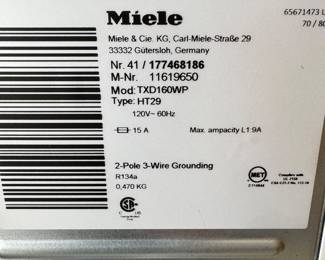 Miele
65671473 L
70 / 80
Miele & Cie. KG, Carl-Miele-Straße 29
33332 Gütersloh, Germany
Nr. 41 / 177468186
M-Nr. 11619650
Mod: TXD160WP
Type: HT29
120V~ 60Hz
15 A Max. ampacity L1:9A
2-Pole 3-Wire Grounding
R134a
0,470 KG
MET
Complies with